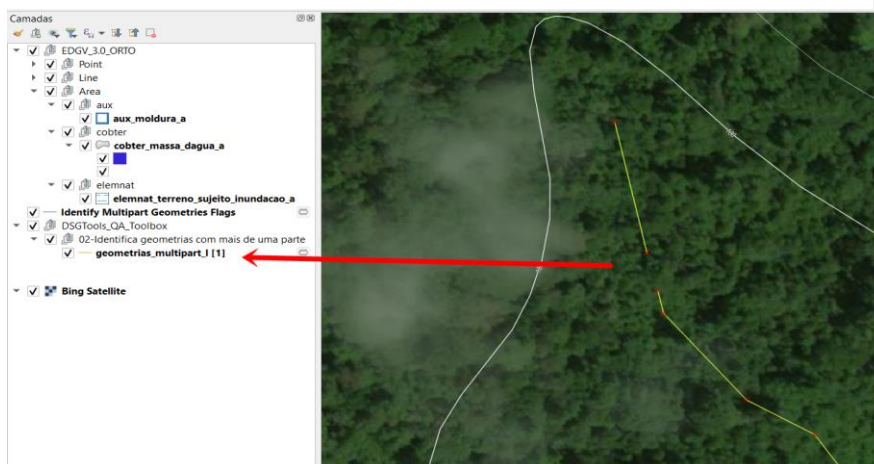 Camadas
EDGV_3.0_ORTO
Point
Line
Area
aux
aux_moldura_a
cobter
cobter_massa_dagua_a
elemnat
elemnat_terreno_sujeito_inundacao_a
Identify Multipart Geometries Flags
DSGTools_QA_Toolbox
02-Identifica geometrias com mais de uma parte
geometrias_multipart_l [1]
Bing Satellite